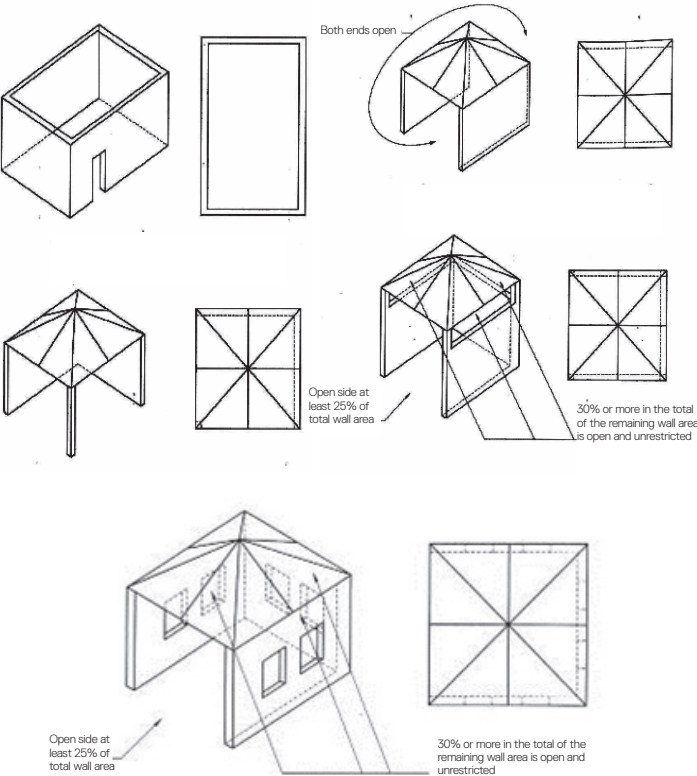 Both ends open
Open side at
least 25% of
total wall area
30% or more in the total
of the remaining wall area
is open and unrestricted
Open side at
least 25% of
total wall area
30% or more in the total of the
remaining wall area is open and
unrestricted